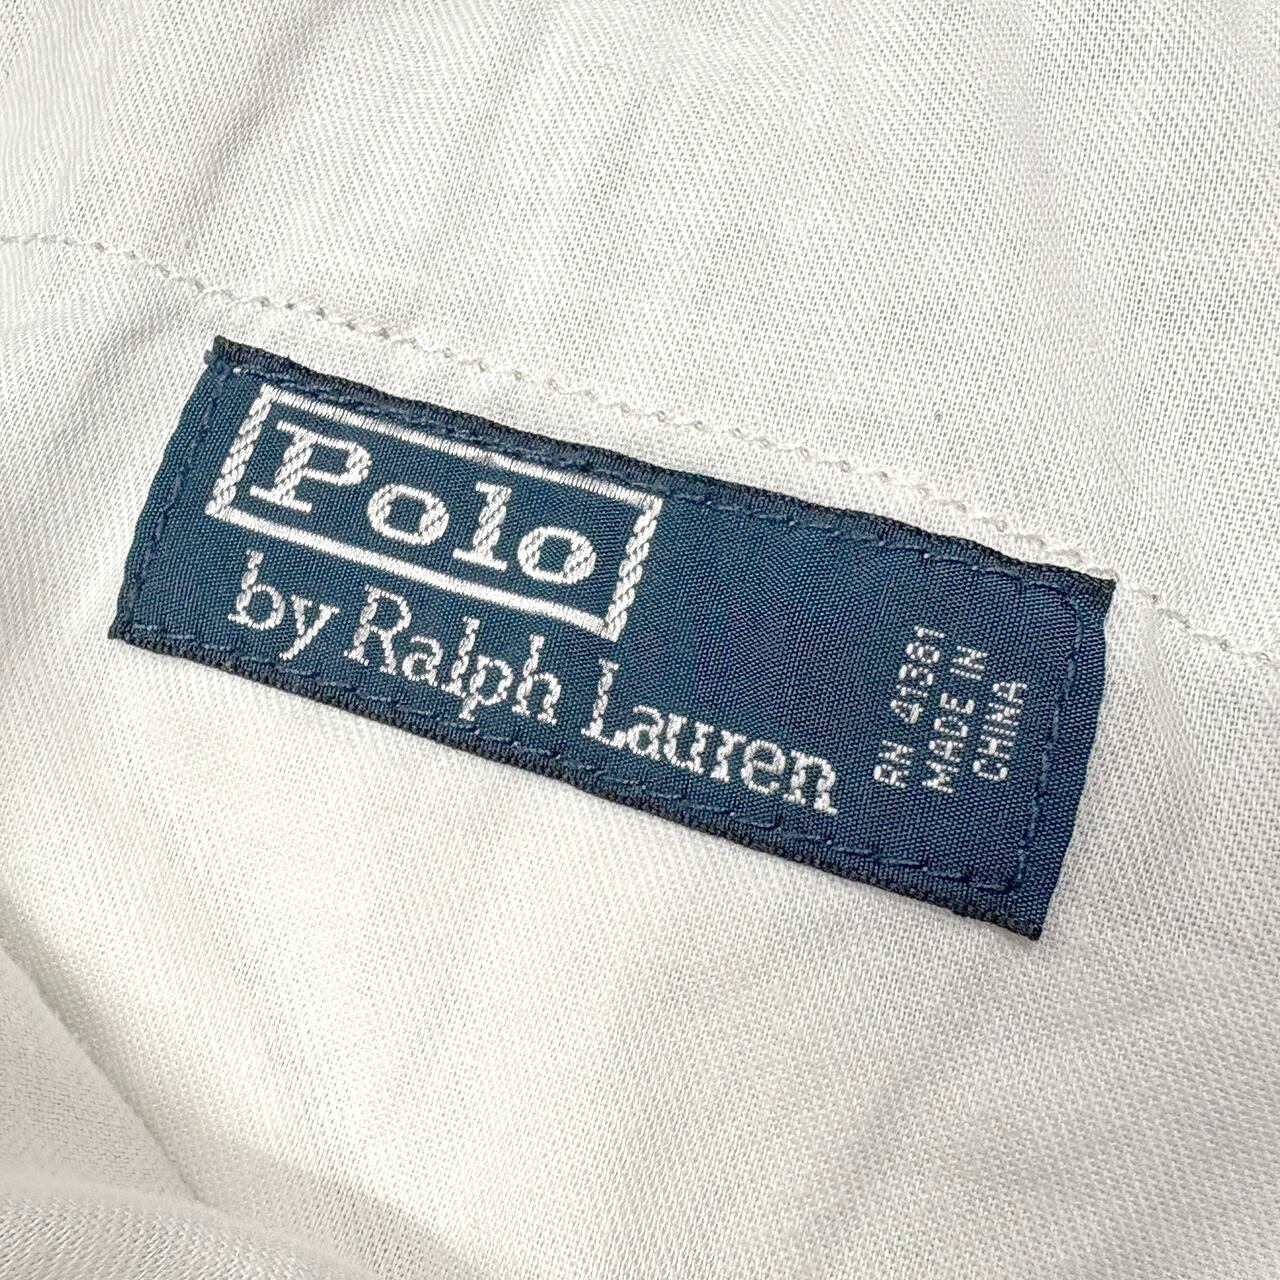 Polo
by Ralph Lauren
RN 41381
MADE IN
CHINA